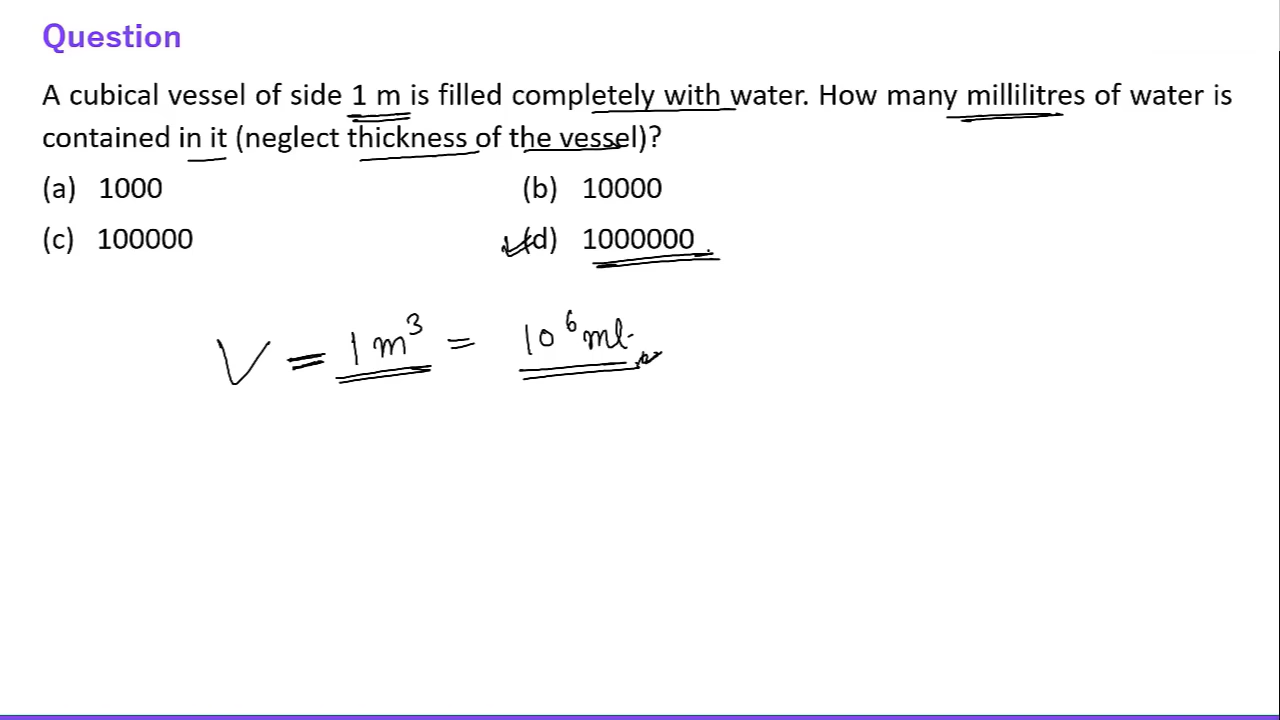 Question
A cubical vessel of side 1 m is filled completely with water. How many millilitres of water is
contained in it (neglect thickness of the vessel)?
(a) 1000 (b) 10000
(c) 100000 (d) 1000000
V = 1 m³ = 10⁶ ml.